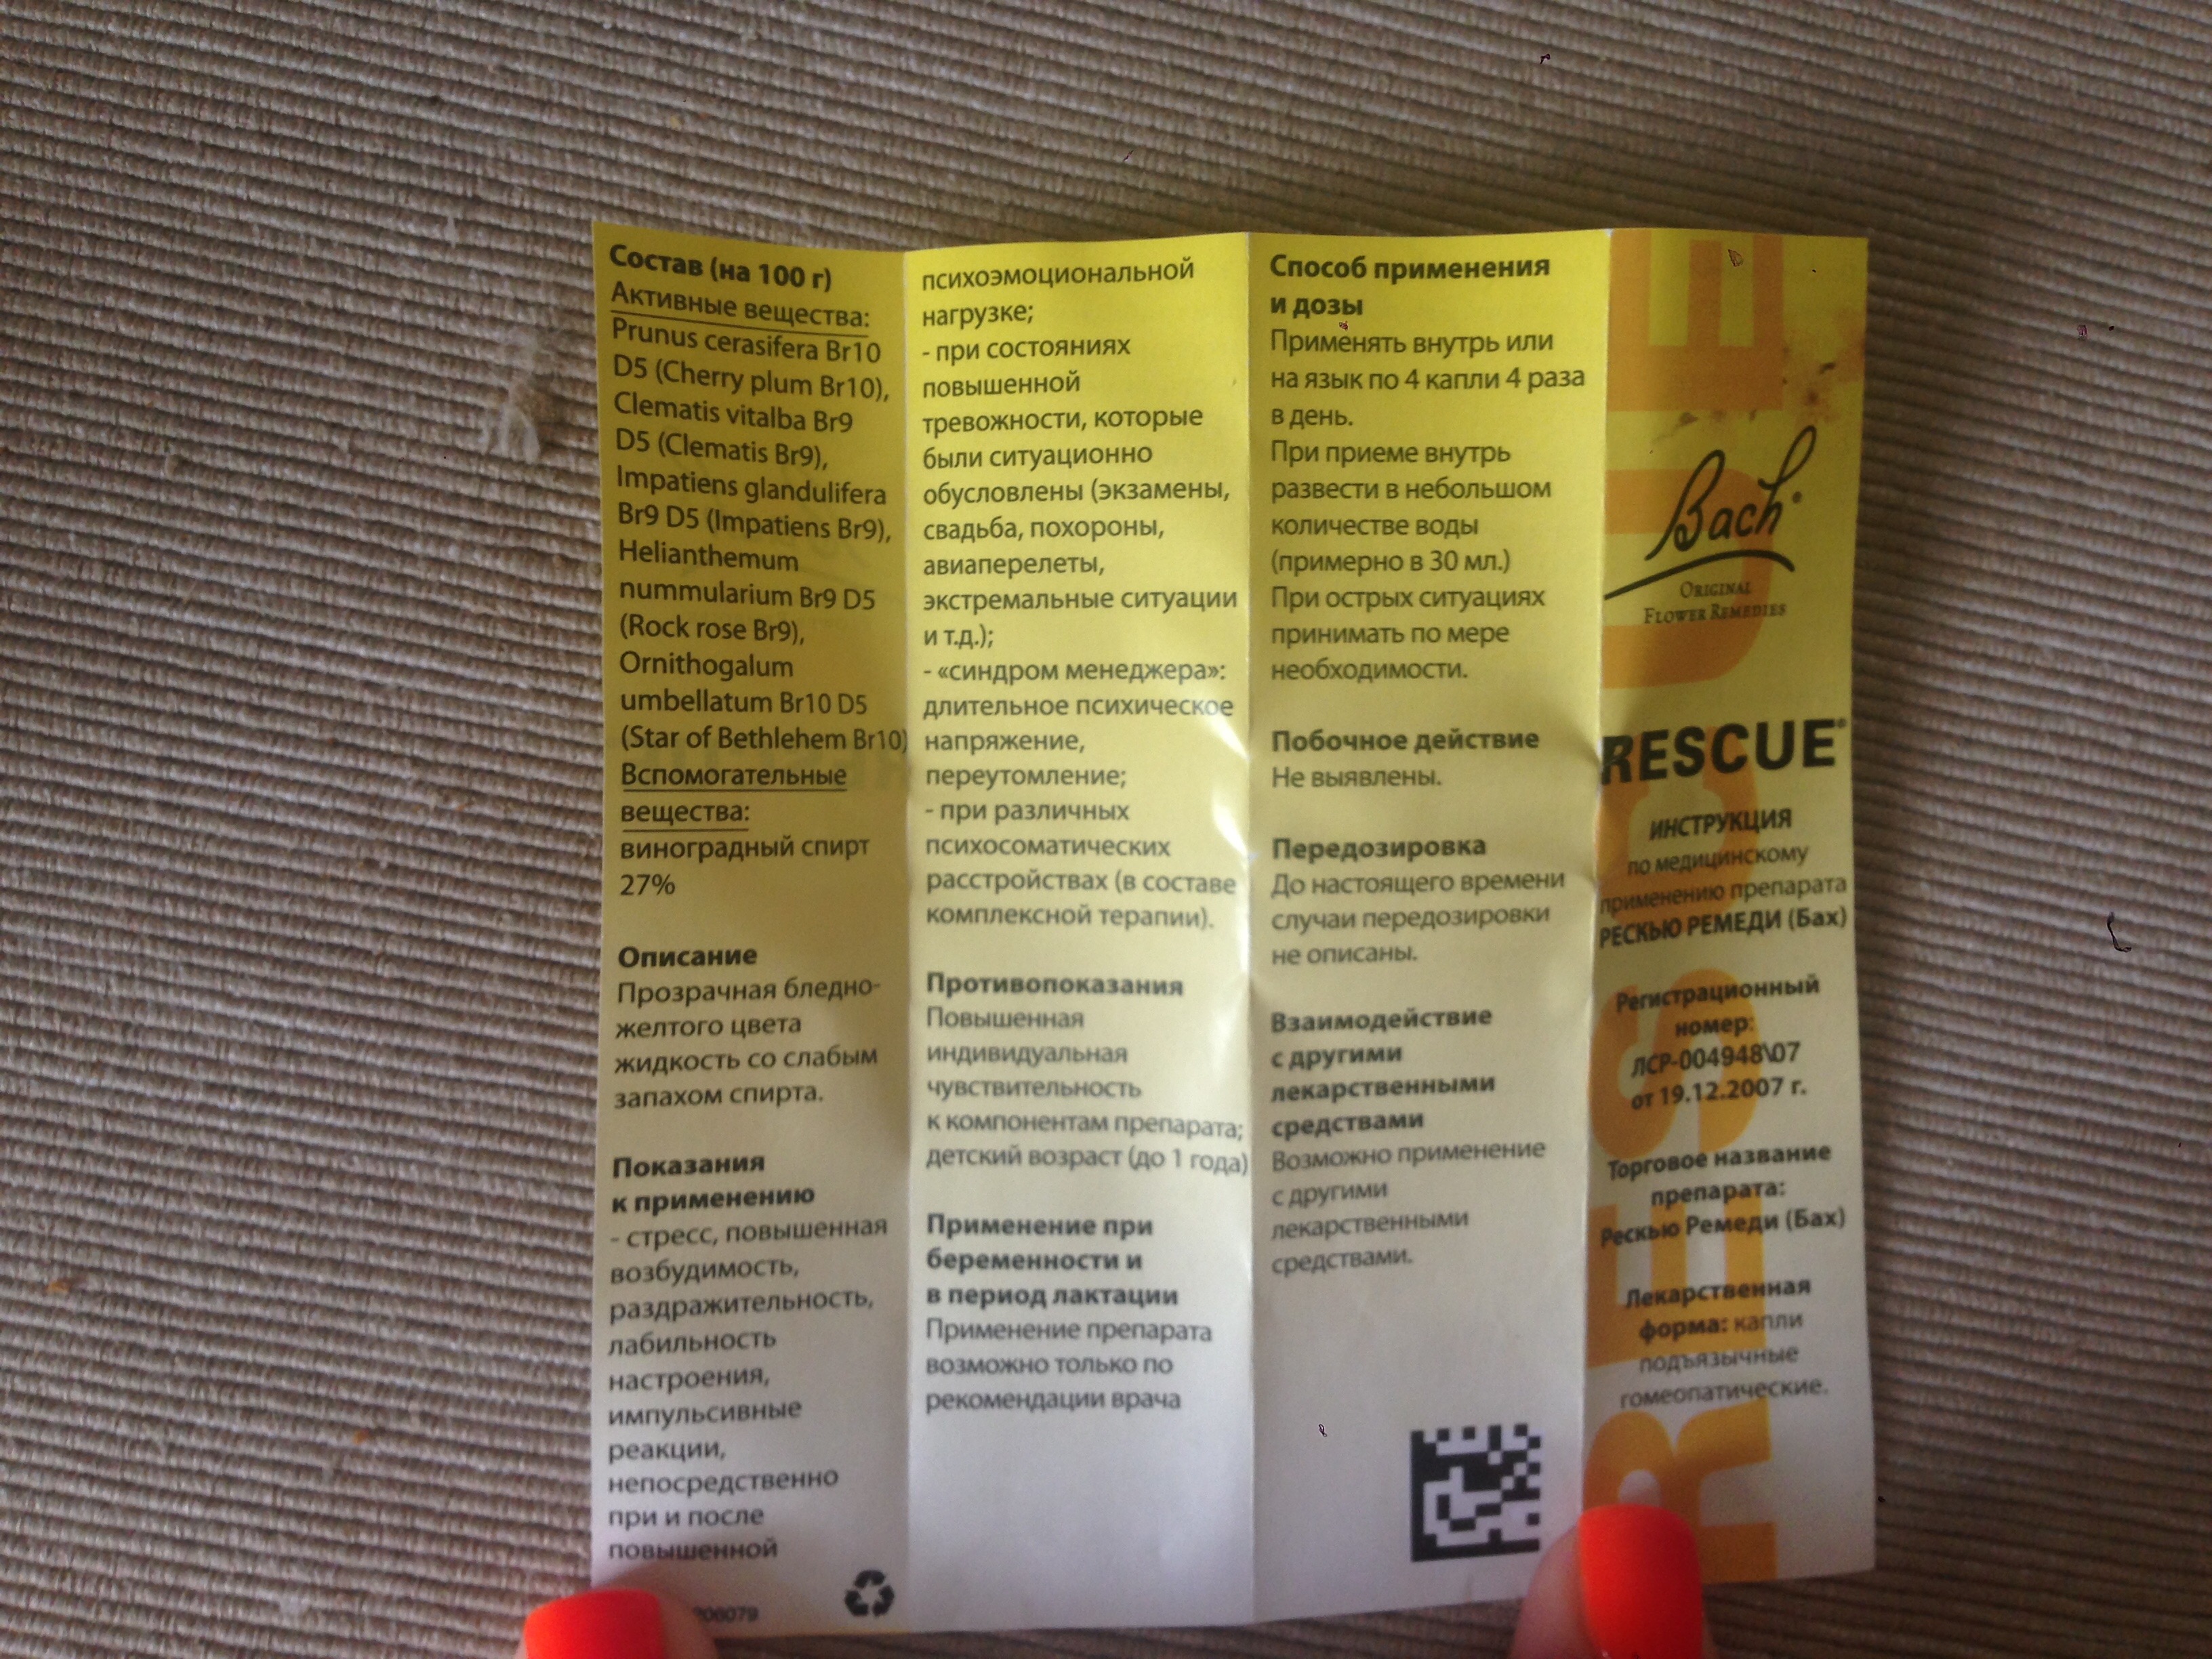 Состав (на 100 г)
Активные вещества:
Prunus cerasifera Br10
D5 (Cherry plum Br10),
Clematis vitalba Br9
D5 (Clematis Br9),
Impatiens glandulifera
Br9 D5 (Impatiens Br9),
Helianthemum
nummularium Br9 D5
(Rock rose Br9),
Ornithogalum
umbellatum Br10 D5
(Star of Bethlehem Br10)
Вспомогательные
вещества:
виноградный спирт
27%
Описание
Прозрачная бледно-
желтого цвета
жидкость со слабым
запахом спирта.
Показания
к применению
- стресс, повышенная
возбудимость,
раздражительность,
лабильность
настроения,
импульсивные
реакции,
непосредственно
при и после
повышенной
психоэмоциональной
нагрузке;
- при состояниях
повышенной
тревожности, которые
были ситуационно
обусловлены (экзамены,
свадьба, похороны,
авиаперелеты,
экстремальные ситуации
и т.д.);
- «синдром менеджера»:
длительное психическое
напряжение,
переутомление;
- при различных
психосоматических
расстройствах (в составе
комплексной терапии).
Противопоказания
Повышенная
индивидуальная
чувствительность
к компонентам препарата;
детский возраст (до 1 года)
Применение при
беременности и
в период лактации
Применение препарата
возможно только по
рекомендации врача
Способ применения
и дозы
Применять внутрь или
на язык по 4 капли 4 раза
в день.
При приеме внутрь
развести в небольшом
количестве воды
(примерно в 30 мл.)
При острых ситуациях
принимать по мере
необходимости.
Побочное действие
Не выявлены.
Передозировка
До настоящего времени
случаи передозировки
не описаны.
Взаимодействие
с другими
лекарственными
средствами
Возможно применение
с другими
лекарственными
средствами.
Bach
ORIGINAL
FLOWER REMEDIES
RESCUE®
ИНСТРУКЦИЯ
по медицинскому
применению препарата
РЕСКЬЮ РЕМЕДИ (Бах)
Регистрационный
номер:
ЛСР-004948\07
от 19.12.2007 г.
Торговое название
препарата:
Рескью Ремеди (Бах)
Лекарственная
форма: капли
подъязычные
гомеопатические.
RESCUE